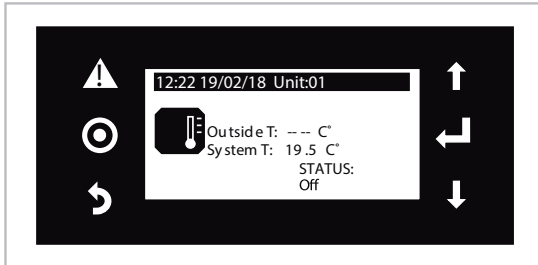 12:22 19/02/18 Unit:01
Outside T: -- -- C°
System T: 19.5 C°
STATUS:
Off